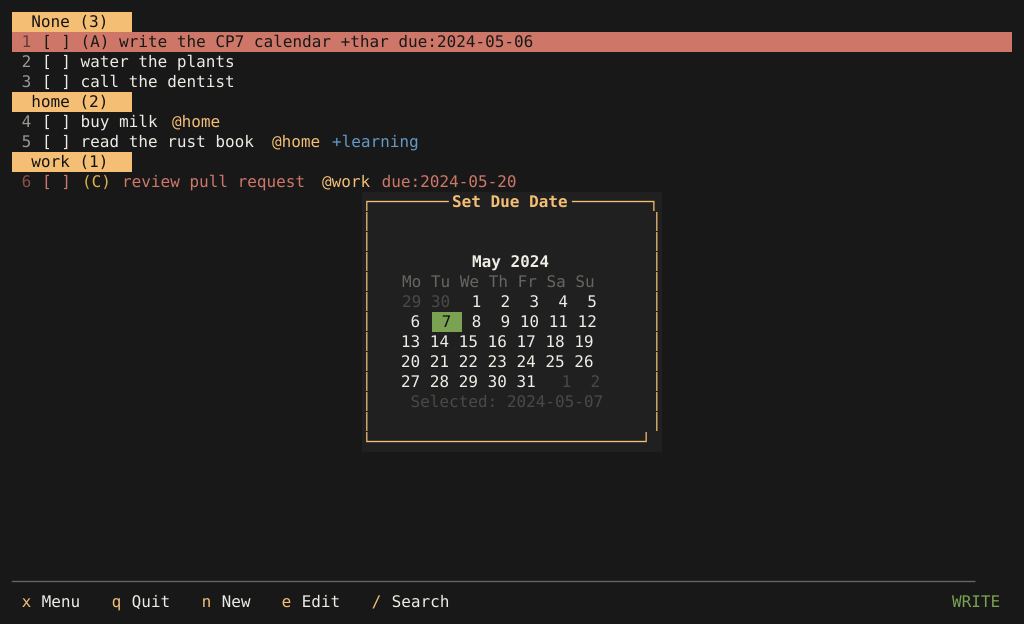 None (3)
1 [ ] (A) write the CP7 calendar +thar due:2024-05-06
2 [ ] water the plants
3 [ ] call the dentist
home (2)
4 [ ] buy milk @home
5 [ ] read the rust book @home +learning
work (1)
6 [ ] (C) review pull request @work due:2024-05-20
Set Due Date
May 2024
Mo Tu We Th Fr Sa Su
29 30 1 2 3 4 5
6 7 8 9 10 11 12
13 14 15 16 17 18 19
20 21 22 23 24 25 26
27 28 29 30 31 1 2
Selected: 2024-05-07
x Menu q Quit n New e Edit / Search WRITE